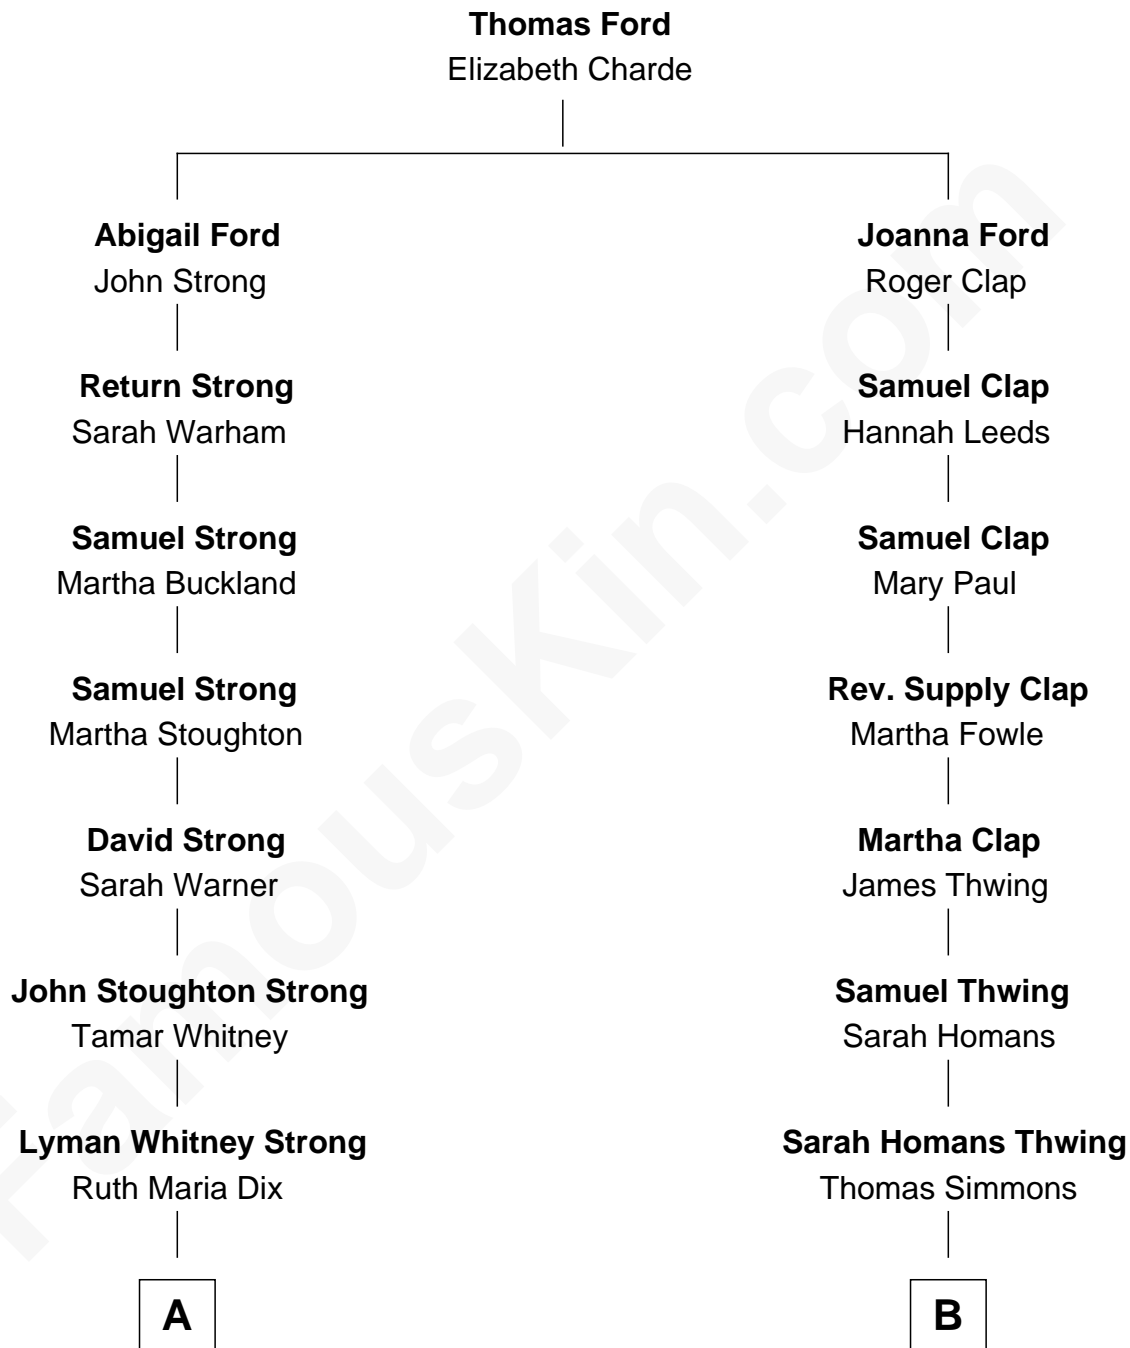 Thomas Ford
Elizabeth Charde
Abigail Ford
John Strong
Joanna Ford
Roger Clap
Return Strong
Sarah Warham
Samuel Clap
Hannah Leeds
Samuel Strong
Martha Buckland
Samuel Clap
Mary Paul
Samuel Strong
Martha Stoughton
Rev. Supply Clap
Martha Fowle
David Strong
Sarah Warner
Martha Clap
James Thwing
John Stoughton Strong
Tamar Whitney
Samuel Thwing
Sarah Homans
Lyman Whitney Strong
Ruth Maria Dix
Sarah Homans Thwing
Thomas Simmons
A
B
FamousKin.com